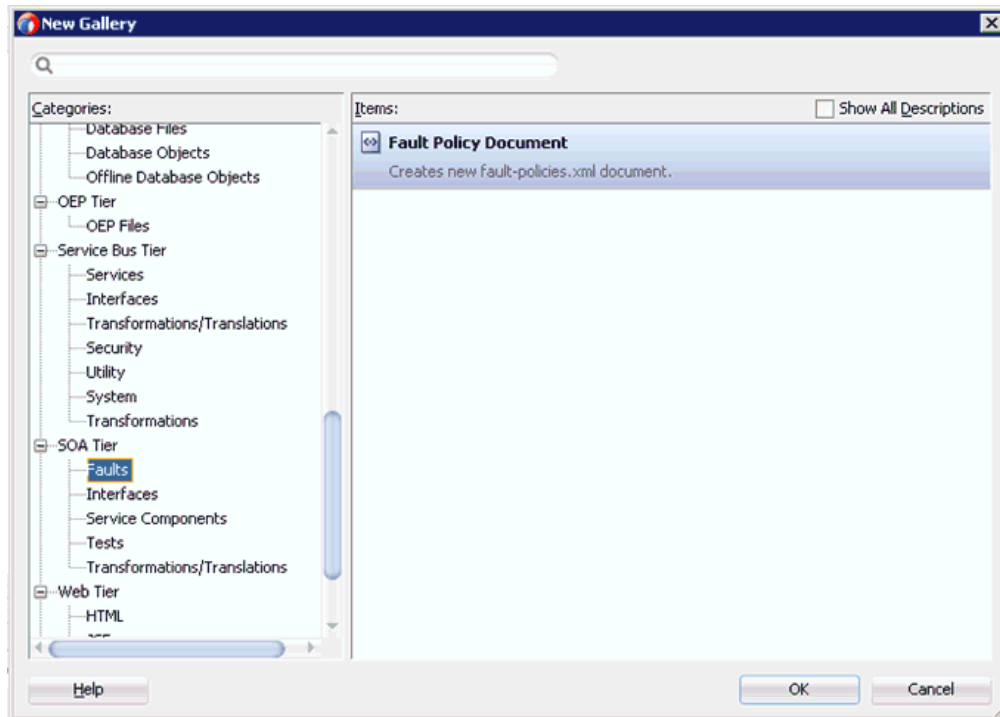 New Gallery
Categories:
Database Files
Database Objects
Offline Database Objects
OEP Tier
OEP Files
Service Bus Tier
Services
Interfaces
Transformations/Translations
Security
Utility
System
Transformations
SOA Tier
Faults
Interfaces
Service Components
Tests
Transformations/Translations
Web Tier
HTML
Items:
Show All Descriptions
Fault Policy Document
Creates new fault-policies.xml document.
Help
OK
Cancel